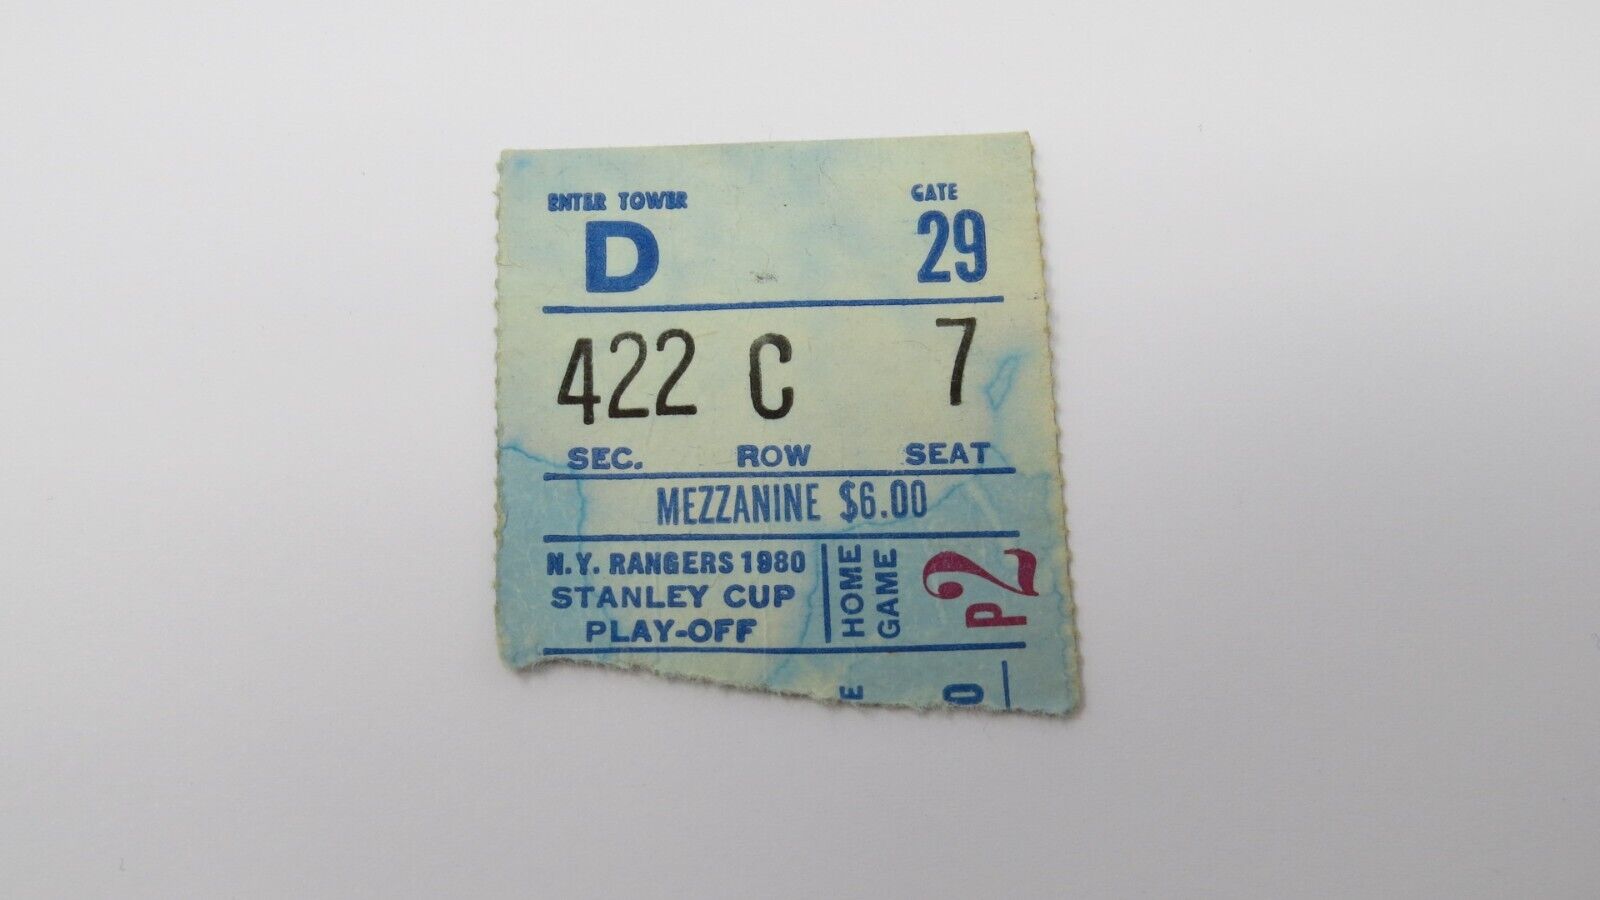 ENTER TOWER GATE
D 29
422 C 7
SEC. ROW SEAT
MEZZANINE $6.00
N.Y. RANGERS 1980
STANLEY CUP
PLAY-OFF
HOME
GAME
P2